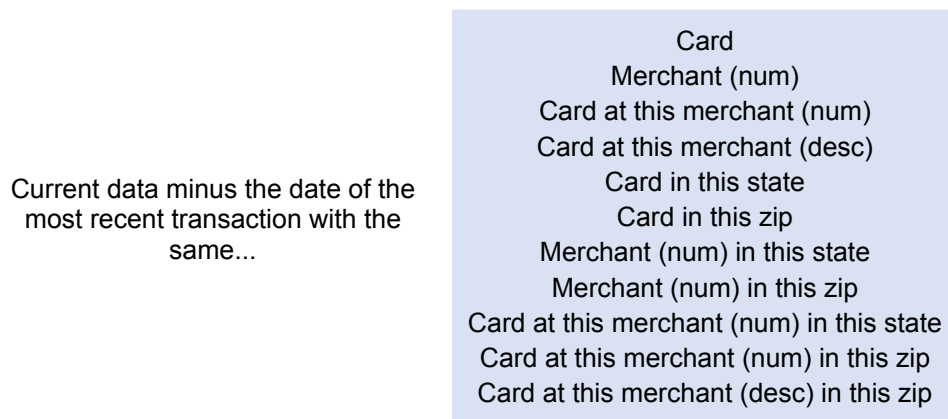 Current data minus the date of the
most recent transaction with the
same...
Card
Merchant (num)
Card at this merchant (num)
Card at this merchant (desc)
Card in this state
Card in this zip
Merchant (num) in this state
Merchant (num) in this zip
Card at this merchant (num) in this state
Card at this merchant (num) in this zip
Card at this merchant (desc) in this zip